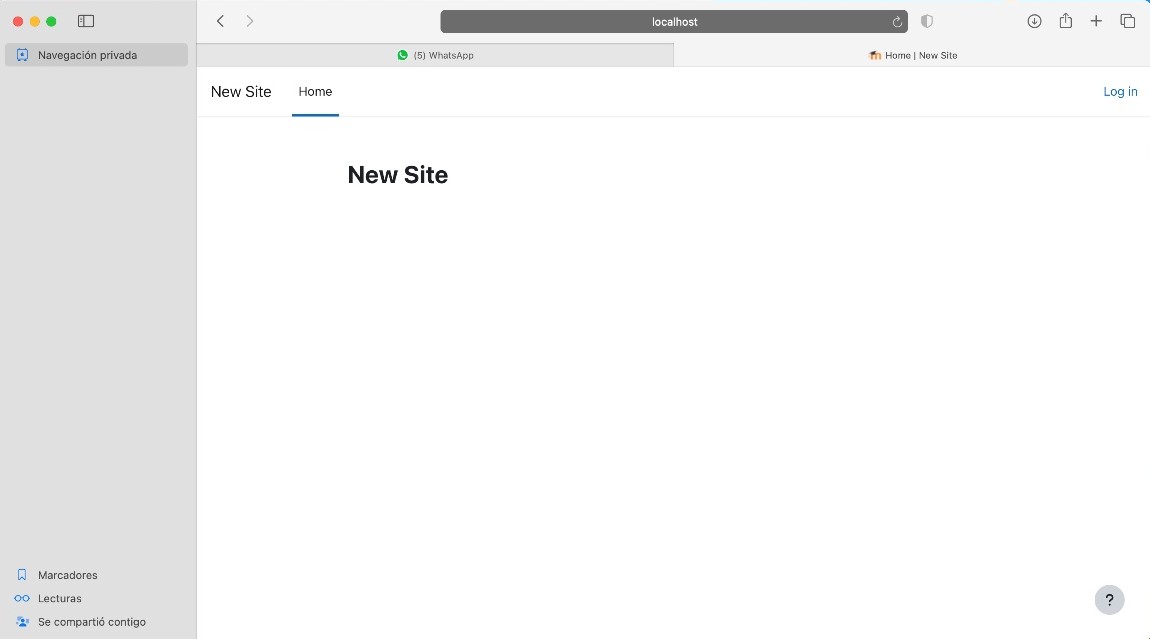 localhost
Navegación privada
(5) WhatsApp
Home | New Site
New Site
Home
Log in
New Site
Marcadores
Lecturas
Se compartió contigo
?